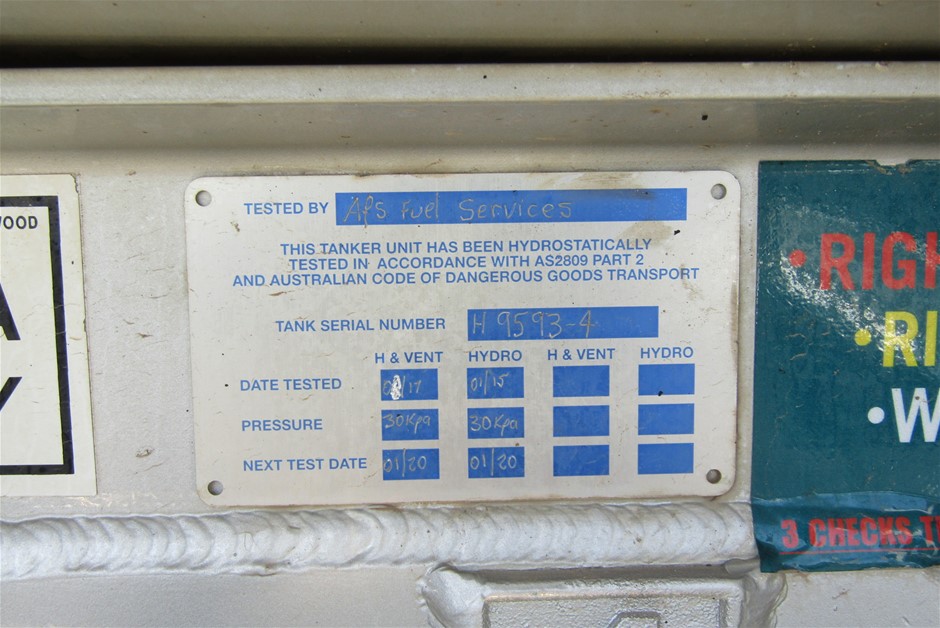 WOOD
TESTED BY Afs Fuel Services
THIS TANKER UNIT HAS BEEN HYDROSTATICALLY
TESTED IN ACCORDANCE WITH AS2809 PART 2
AND AUSTRALIAN CODE OF DANGEROUS GOODS TRANSPORT
TANK SERIAL NUMBER H 9593-4
H & VENT HYDRO H & VENT HYDRO
DATE TESTED 01/17 01/15
PRESSURE 30Kpa 30Kpa
NEXT TEST DATE 01/20 01/20
A
Y
• RIGH
• RI
• W
3 CHECKS T